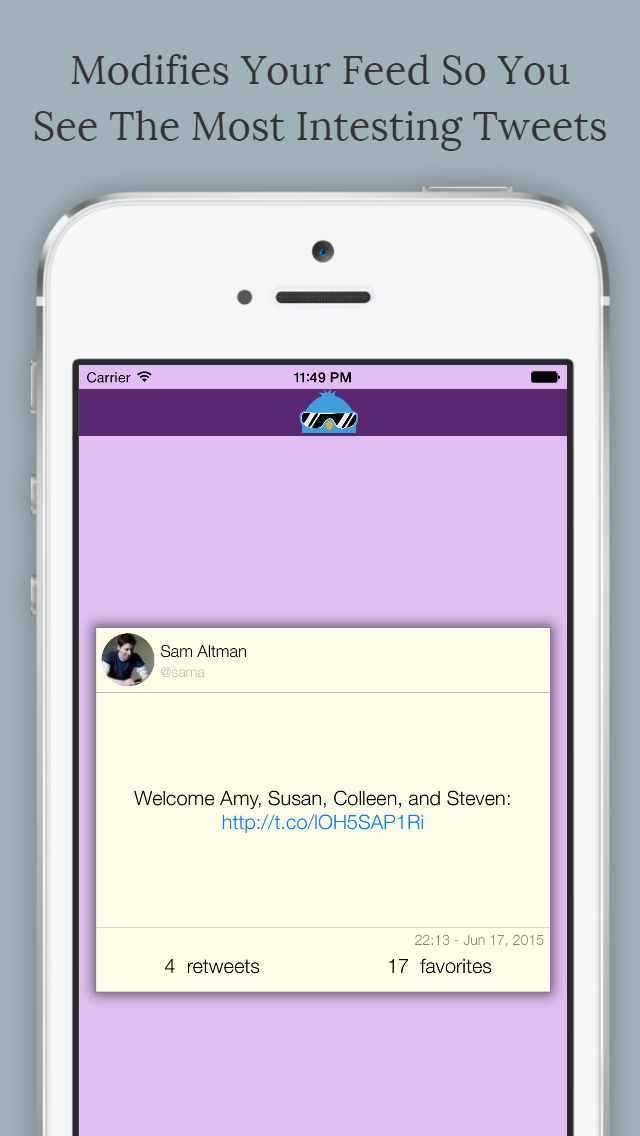 Modifies Your Feed So You
See The Most Intesting Tweets
Carrier 11:49 PM
Sam Altman
@sama
Welcome Amy, Susan, Colleen, and Steven:
http://t.co/lOH5SAP1Ri
22:13 - Jun 17, 2015
4 retweets 17 favorites